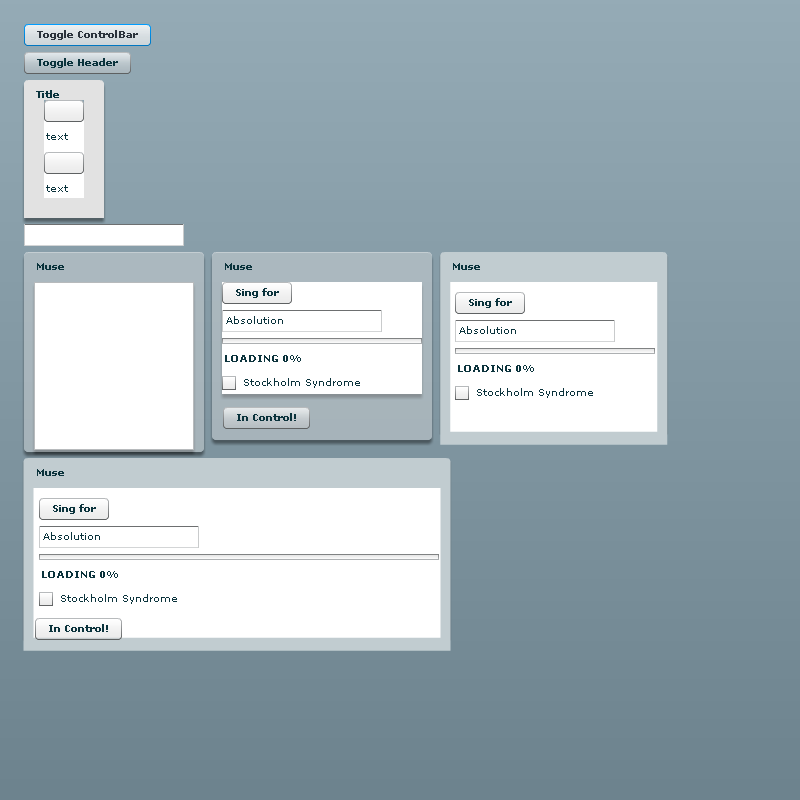 Toggle ControlBar
Toggle Header
Title
text
text
Muse
Muse
Sing for
Absolution
LOADING 0%
Stockholm Syndrome
In Control!
Muse
Sing for
Absolution
LOADING 0%
Stockholm Syndrome
Muse
Sing for
Absolution
LOADING 0%
Stockholm Syndrome
In Control!